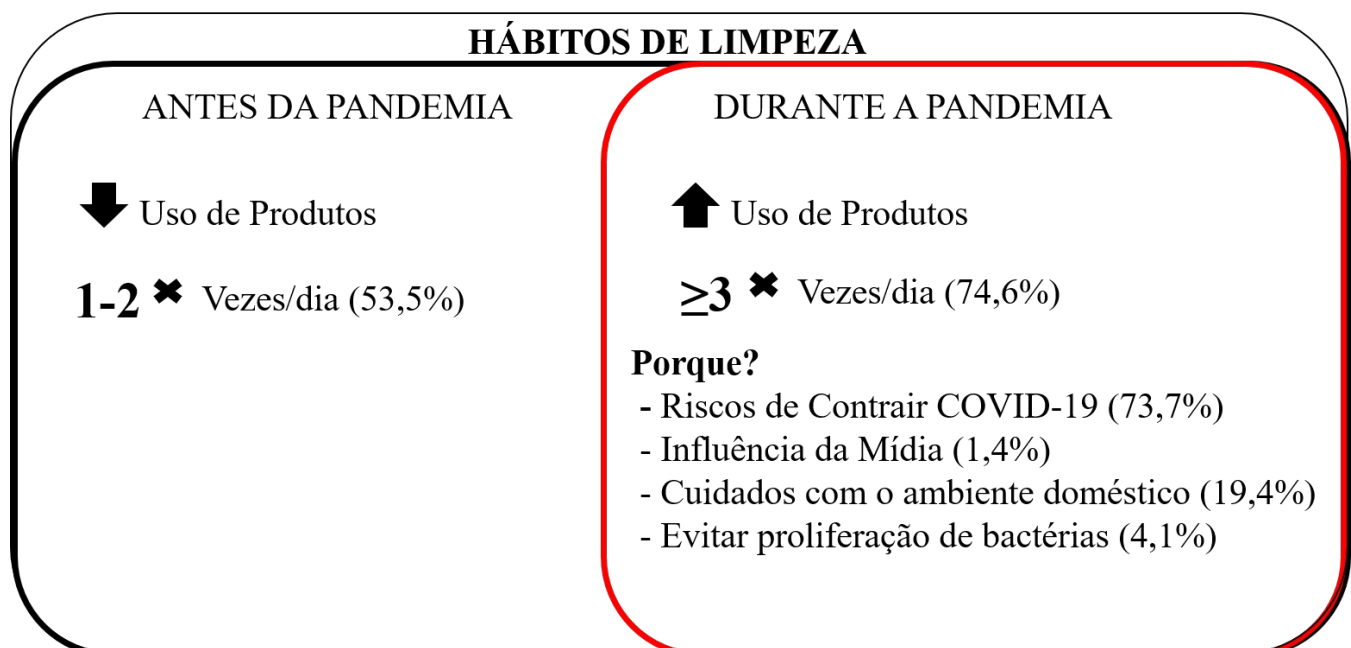 HÁBITOS DE LIMPEZA
ANTES DA PANDEMIA
Uso de Produtos
1-2 ✖ Vezes/dia (53,5%)
DURANTE A PANDEMIA
Uso de Produtos
≥3 ✖ Vezes/dia (74,6%)
Porque?
- Riscos de Contrair COVID-19 (73,7%)
- Influência da Mídia (1,4%)
- Cuidados com o ambiente doméstico (19,4%)
- Evitar proliferação de bactérias (4,1%)